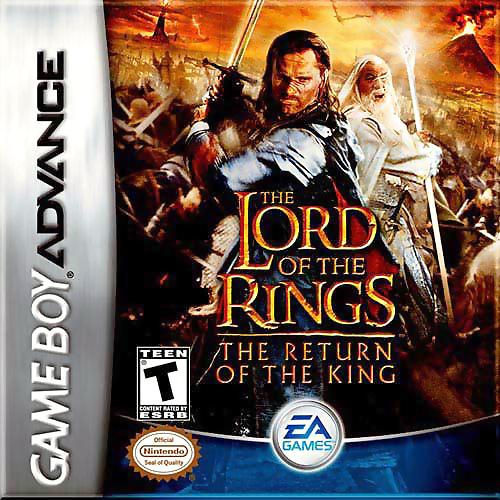 GAME BOY ADVANCE
THE
LORD
OF THE
RINGS
THE RETURN
OF THE KING
TEEN
T
CONTENT RATED BY
ESRB
Official
Nintendo
Seal of Quality
EA
GAMES